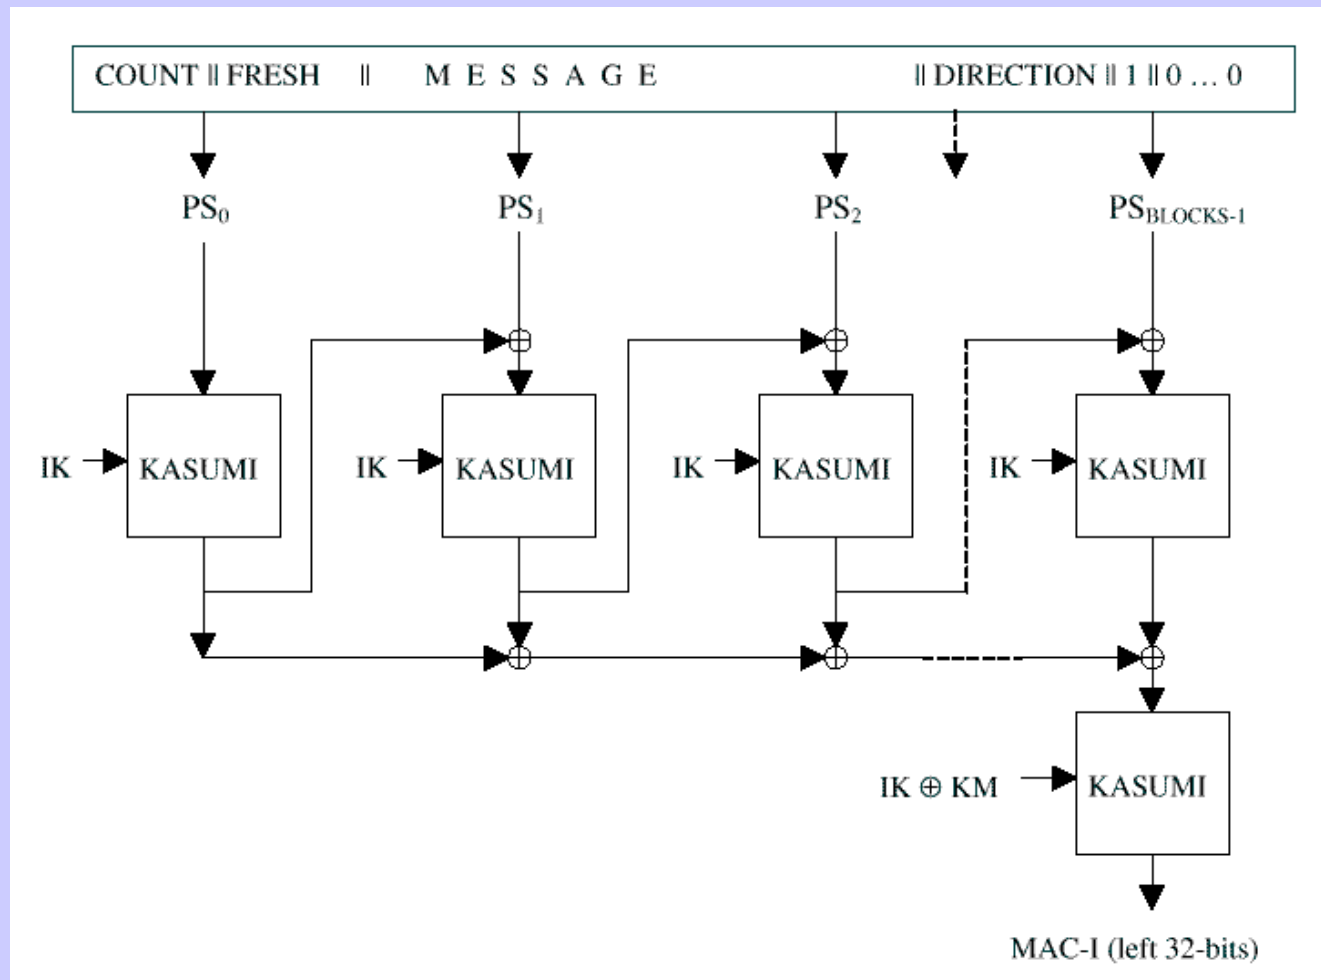 COUNT || FRESH || M E S S A G E || DIRECTION || 1 || 0 … 0
PS₀ PS₁ PS₂ PS_BLOCKS-1
IK KASUMI IK KASUMI IK KASUMI IK KASUMI
IK ⊕ KM KASUMI
MAC-I (left 32-bits)